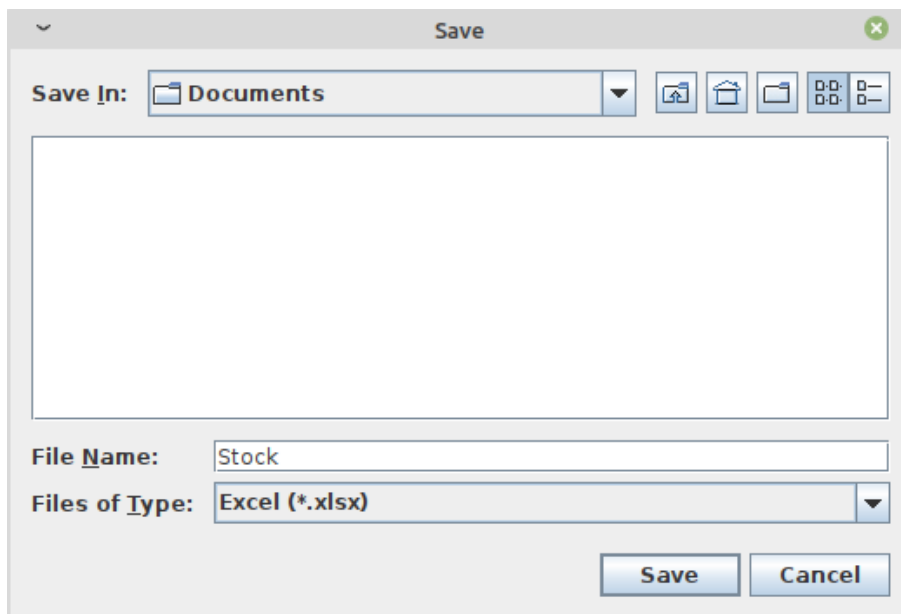 Save
Save In: Documents
File Name: Stock
Files of Type: Excel (*.xlsx)
Save Cancel